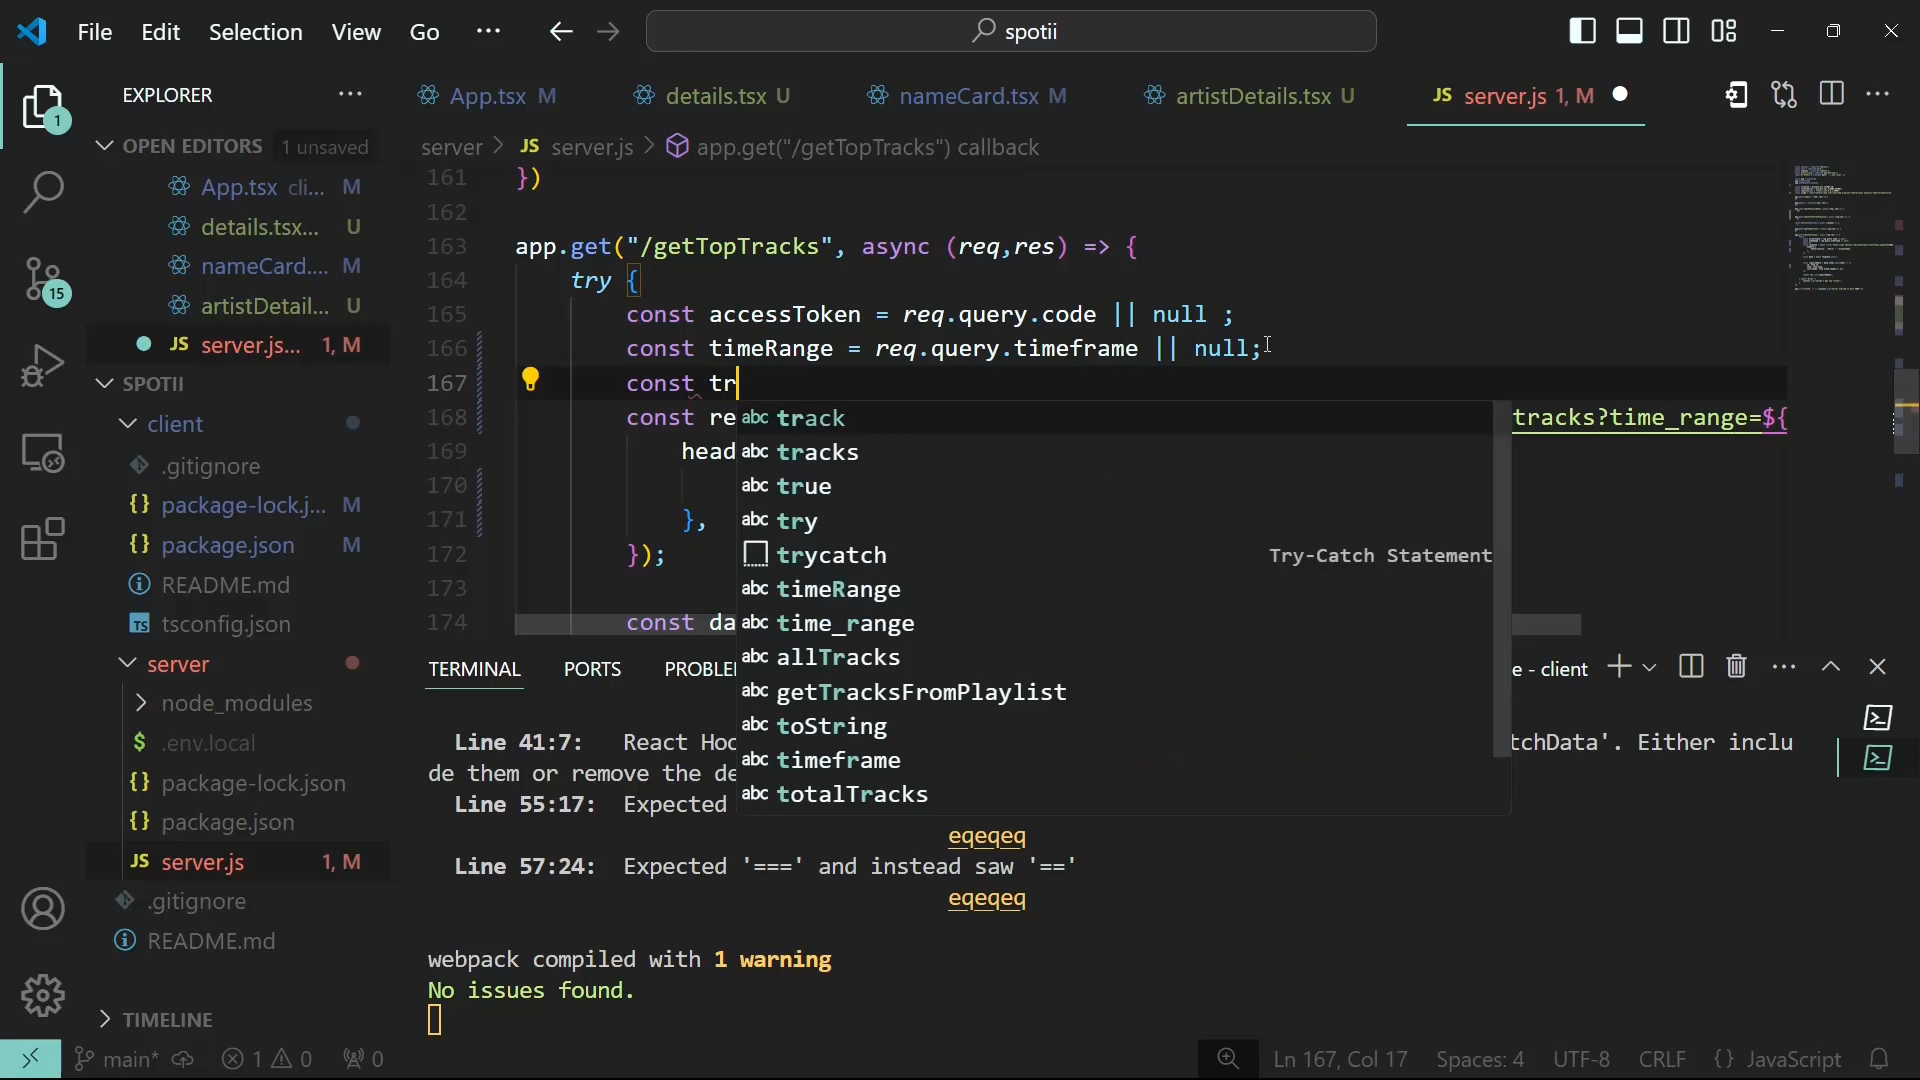 File Edit Selection View Go ··· spotii
EXPLORER ···
App.tsx M details.tsx U nameCard.tsx M artistDetails.tsx U JS server.js 1, M
OPEN EDITORS 1 unsaved
server > JS server.js > app.get("/getTopTracks") callback
App.tsx cli... M
details.tsx... U
nameCard.... M
artistDetail... U
JS server.js... 1, M
SPOTII
client
.gitignore
{} package-lock.j... M
{} package.json M
README.md
TS tsconfig.json
server
node_modules
$ .env.local
{} package-lock.json
{} package.json
JS server.js 1, M
.gitignore
README.md
TIMELINE
1
15
161 })
162
163 app.get("/getTopTracks", async (req,res) => {
164 try {
165 const accessToken = req.query.code || null ;
166 const timeRange = req.query.timeframe || null;
167 const tr
168 const re tracks?time_range=${
169 head
170
171 },
172 });
173
174 const da
abc track
abc tracks
abc true
abc try
trycatch Try-Catch Statement
abc timeRange
abc time_range
abc allTracks
abc getTracksFromPlaylist
abc toString
abc timeframe
abc totalTracks
TERMINAL PORTS PROBLE e - client
Line 41:7: React Hoo tchData'. Either inclu
de them or remove the de
Line 55:17: Expected
eqeqeq
Line 57:24: Expected '===' and instead saw '=='
eqeqeq
webpack compiled with 1 warning
No issues found.
main* 1 0 0 Ln 167, Col 17 Spaces: 4 UTF-8 CRLF {} JavaScript